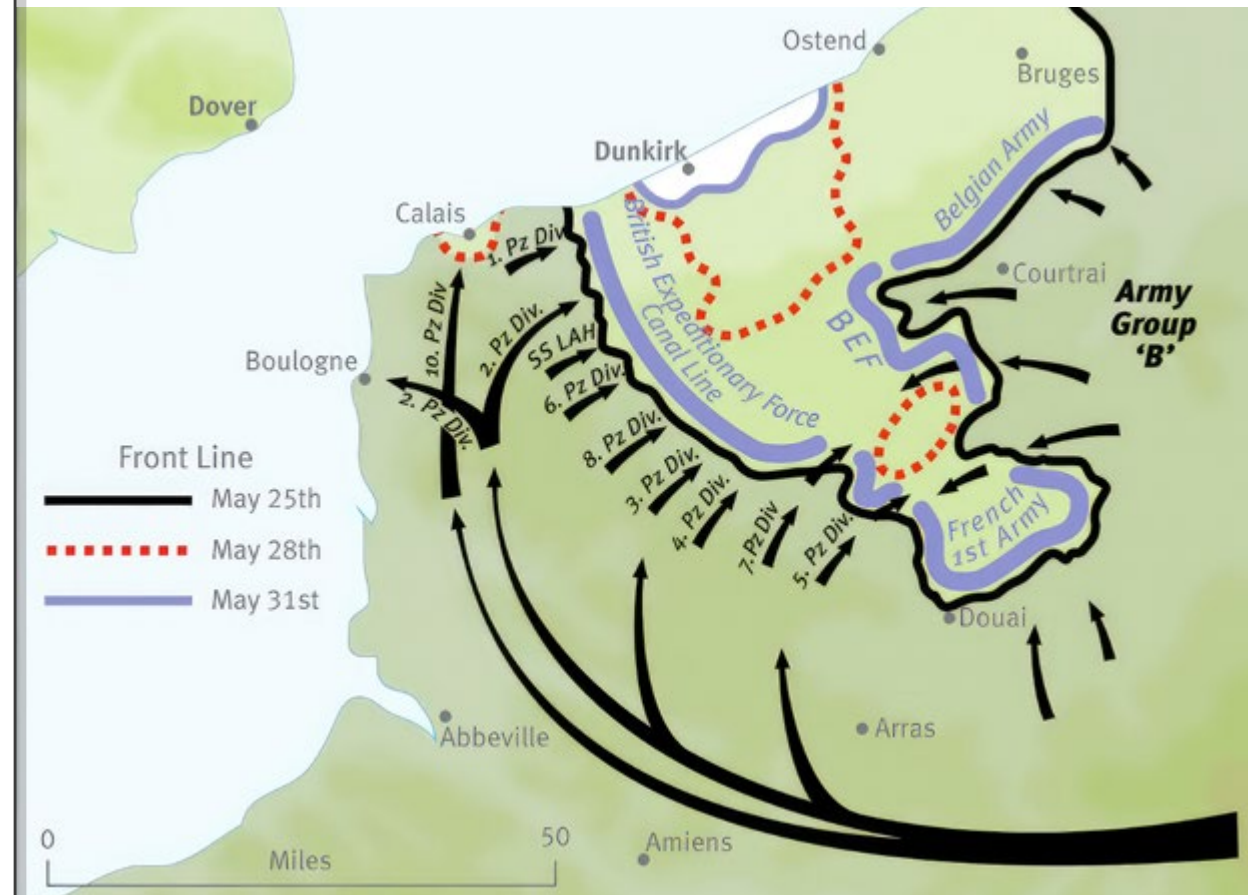 Ostend
Bruges
Dover
Dunkirk
Belgian Army
Calais
1. Pz Div
British Expeditionary Force
Canal Line
Courtrai
10. Pz Div
2. Pz Div.
SS LAH
BEF
Army
Group
'B'
Boulogne
2. Pz Div.
6. Pz Div.
8. Pz Div.
3. Pz Div.
4. Pz Div.
7. Pz Div
5. Pz Div.
French
1st Army
Front Line
May 25th
May 28th
May 31st
Douai
Abbeville
Arras
0
50
Miles
Amiens